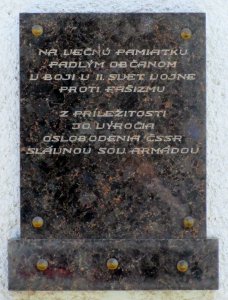 NA VEČNÚ PAMIATKU
PADLÝM OBČANOM
V BOJI V II. SVET. VOJNE
PROTI FAŠIZMU
Z PRÍLEŽITOSTI
30. VÝROČIA
OSLOBODENIA ČSSR
SLÁVNOU SOV. ARMÁDOU